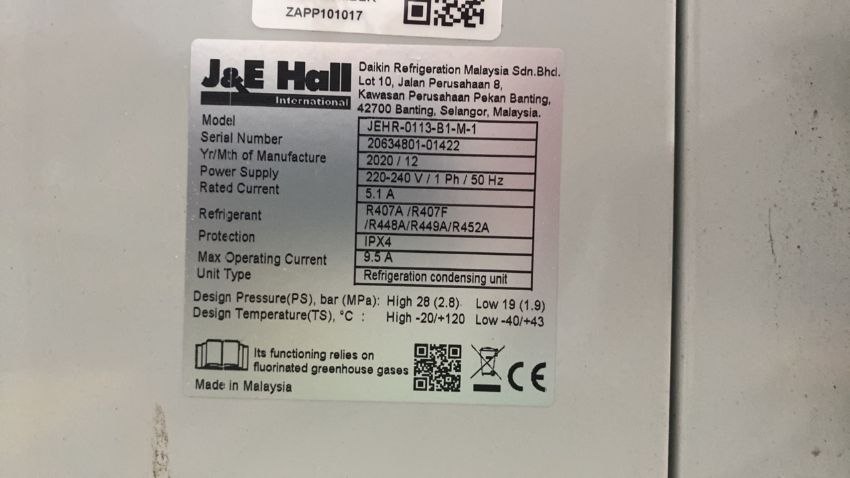 ZAPP101017
J&E Hall
International
Daikin Refrigeration Malaysia Sdn.Bhd.
Lot 10, Jalan Perusahaan 8,
Kawasan Perusahaan Pekan Banting,
42700 Banting, Selangor, Malaysia.
Model JEHR-0113-B1-M-1
Serial Number 20634801-01422
Yr/Mth of Manufacture 2020 / 12
Power Supply 220-240 V / 1 Ph / 50 Hz
Rated Current 5.1 A
Refrigerant R407A /R407F
/R448A/R449A/R452A
Protection IPX4
Max Operating Current 9.5 A
Unit Type Refrigeration condensing unit
Design Pressure(PS), bar (MPa): High 28 (2.8) Low 19 (1.9)
Design Temperature(TS), °C : High -20/+120 Low -40/+43
Its functioning relies on
fluorinated greenhouse gases
CE
Made in Malaysia